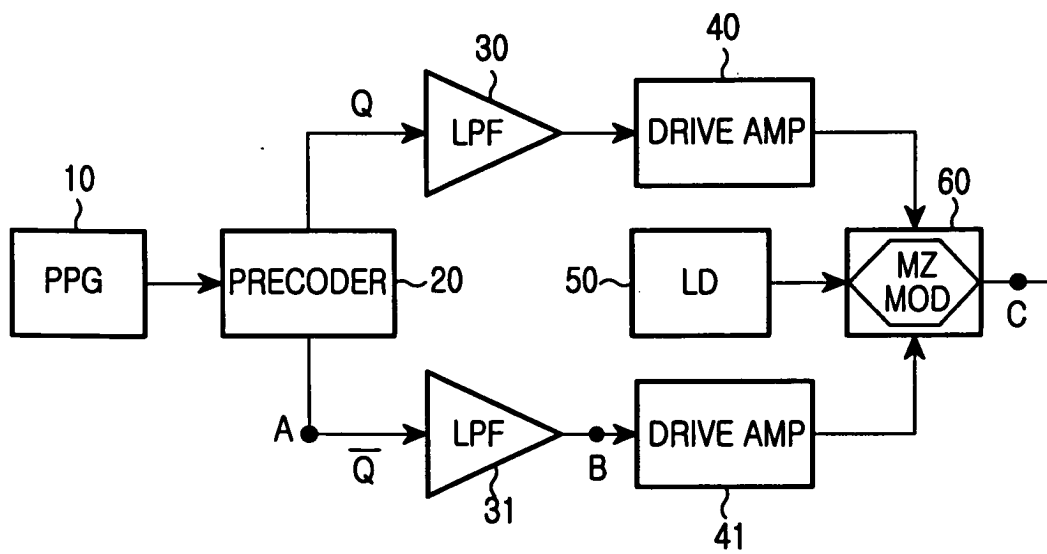 30
40
Q
LPF
DRIVE AMP
10
60
PPG
PRECODER
20
50
LD
MZ
MOD
C
A
Q̅
LPF
B
DRIVE AMP
31
41